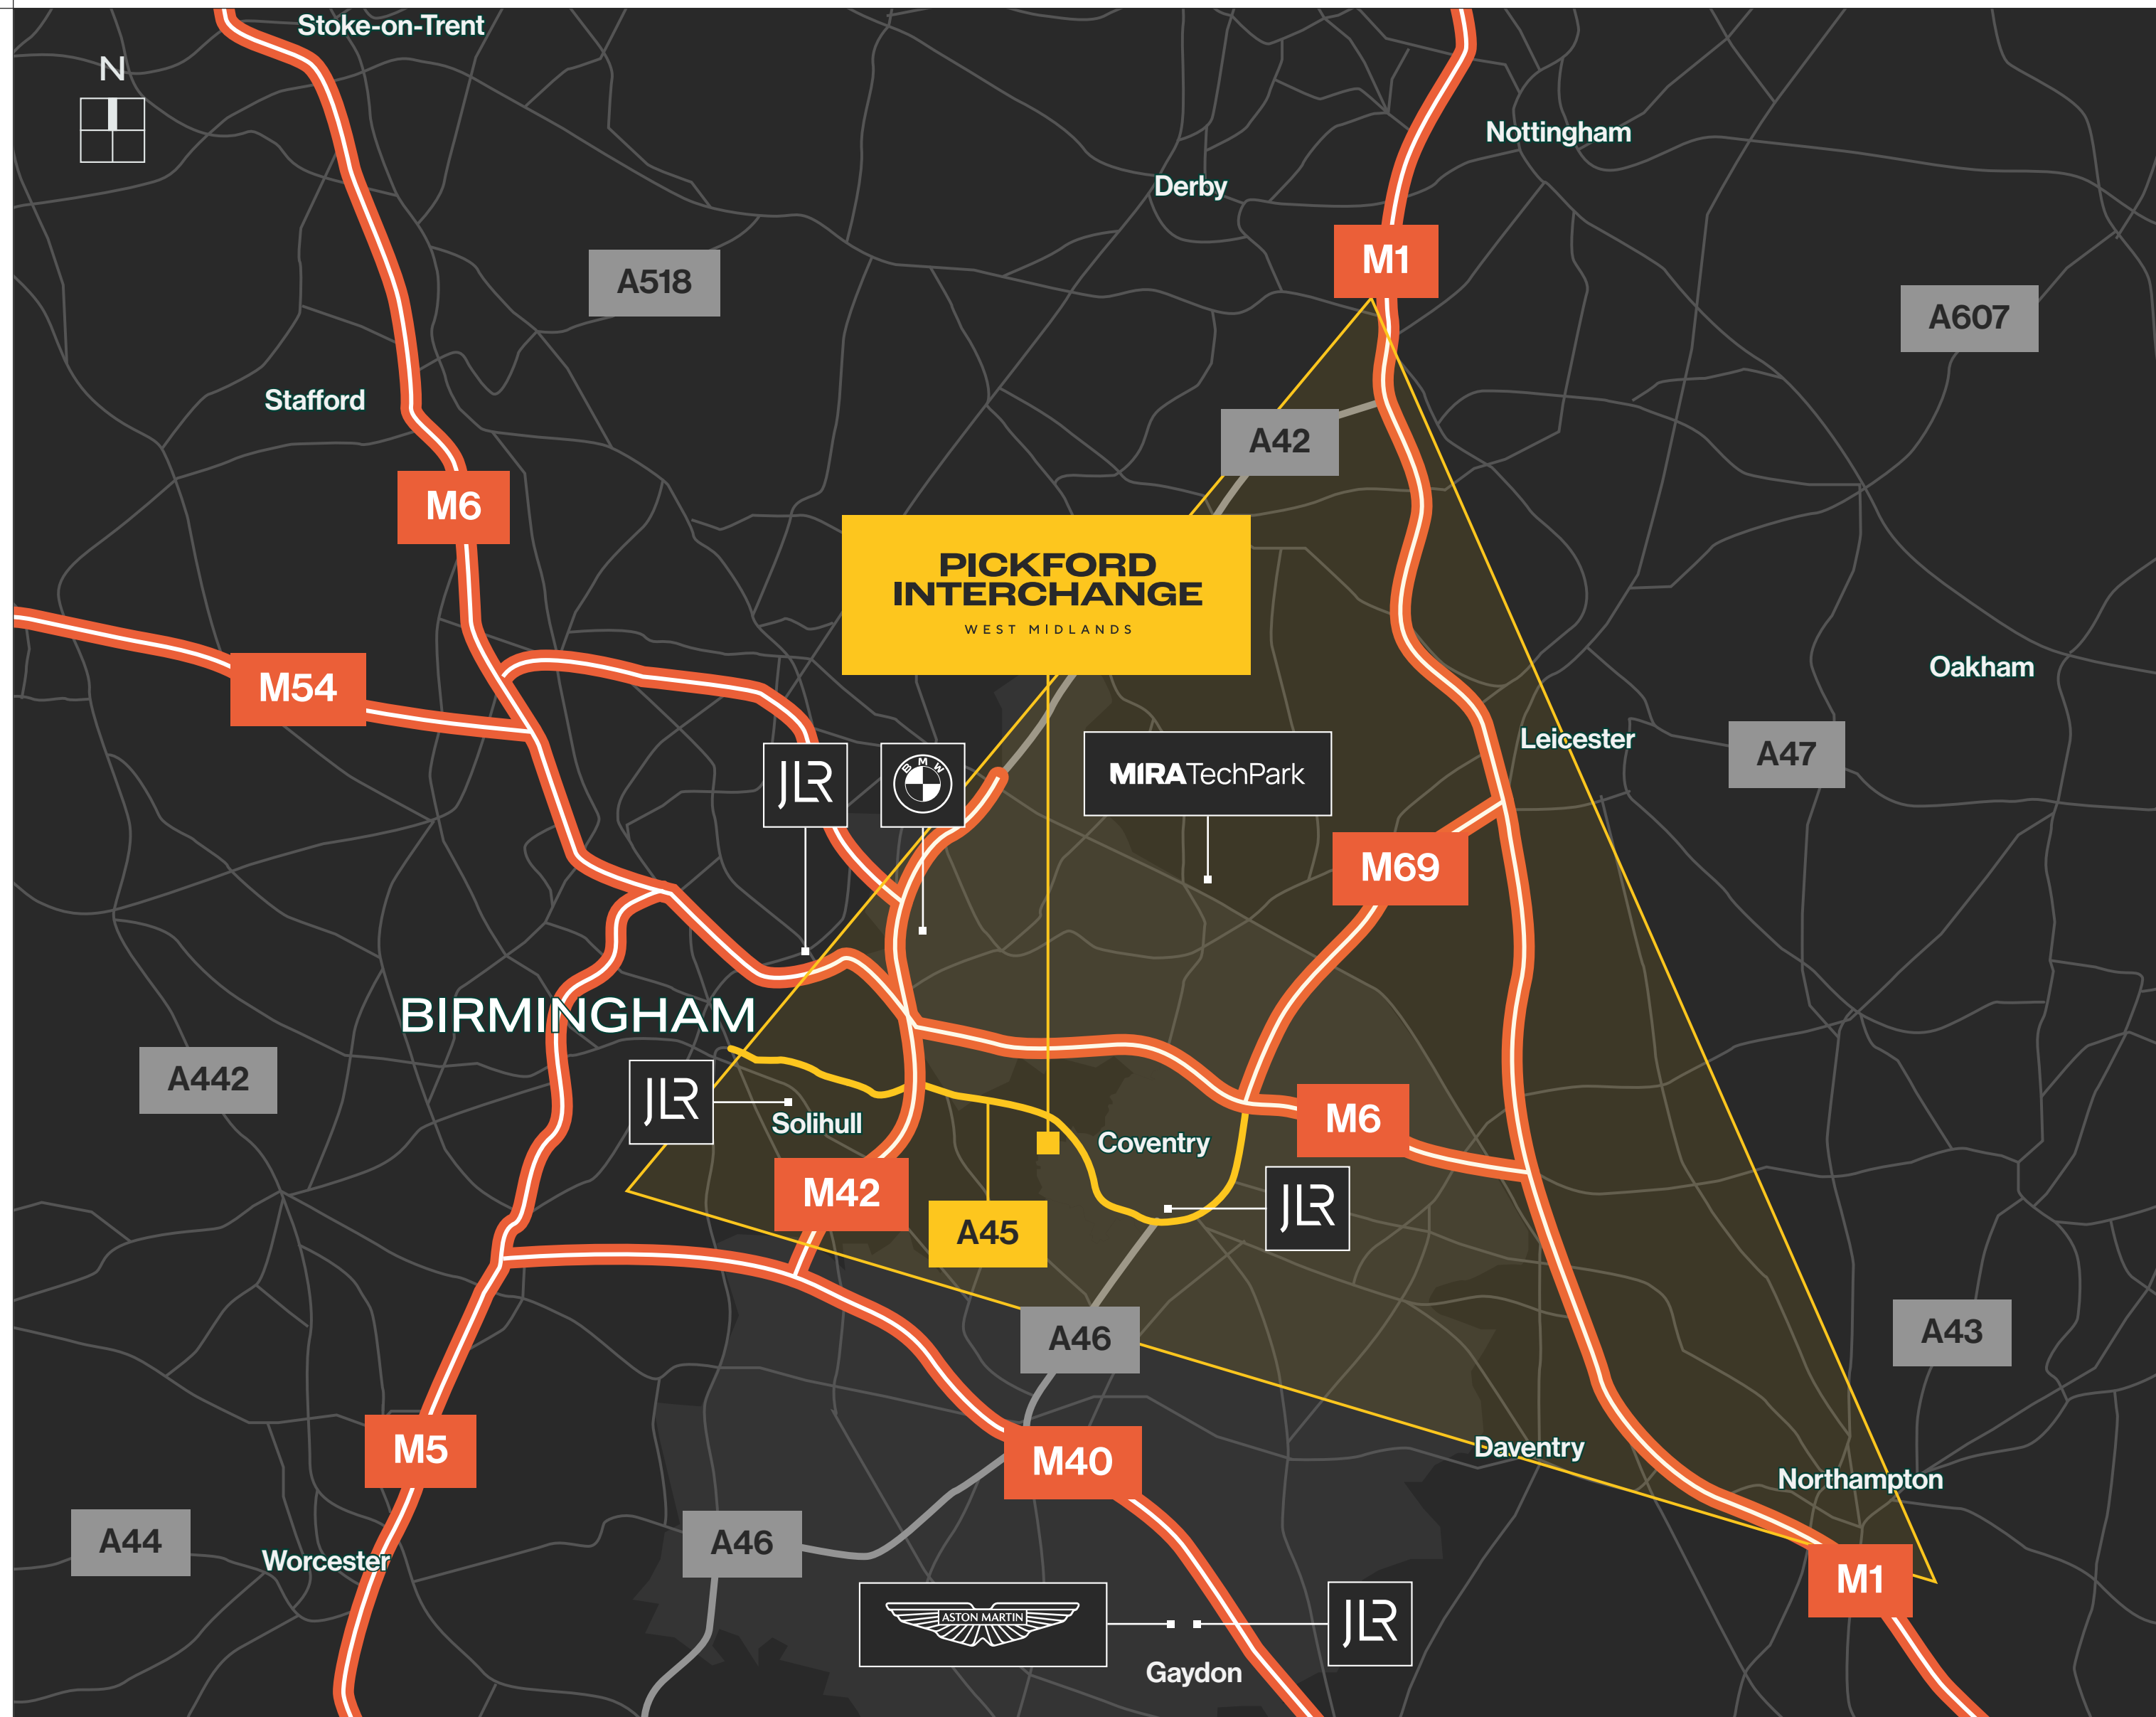 Stoke-on-Trent
N
Nottingham
Derby
M1
A518
A607
Stafford
A42
M6
PICKFORD
INTERCHANGE
WEST MIDLANDS
Oakham
M54
Leicester
A47
JLR
BMW
MIRATechPark
M69
BIRMINGHAM
A442
JLR
Solihull
M6
Coventry
M42
JLR
A45
A46
A43
Daventry
M5
M40
Northampton
A44
A46
Worcester
M1
ASTON MARTIN
JLR
Gaydon